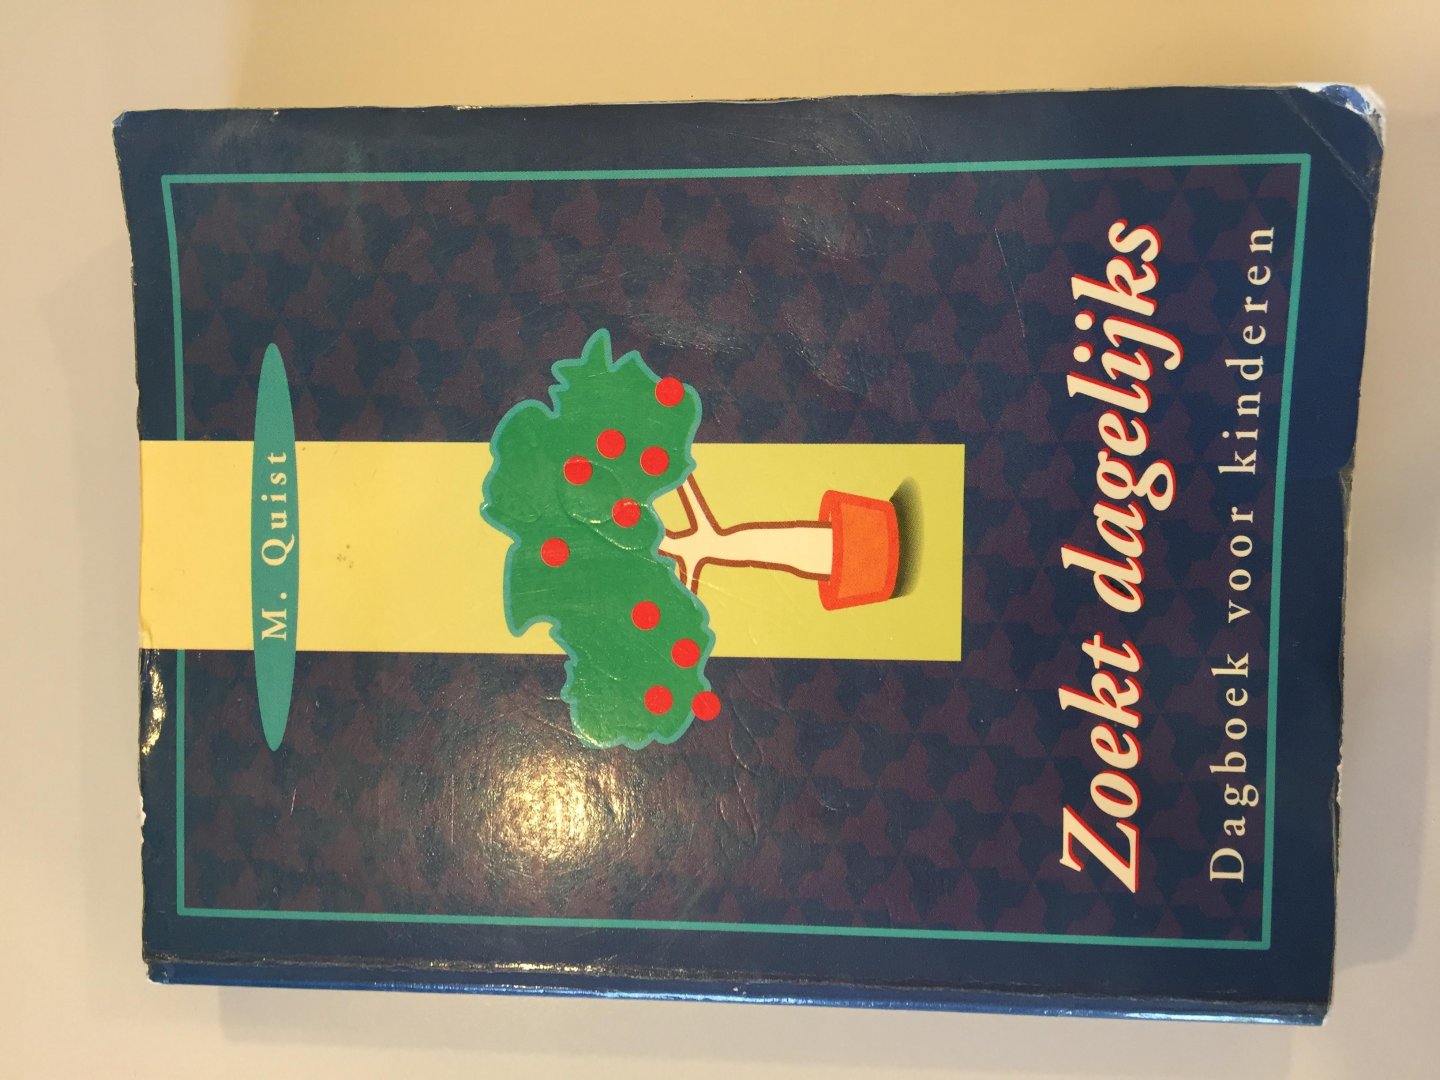 M. Quist
Zoekt dagelijks
Dagboek voor kinderen